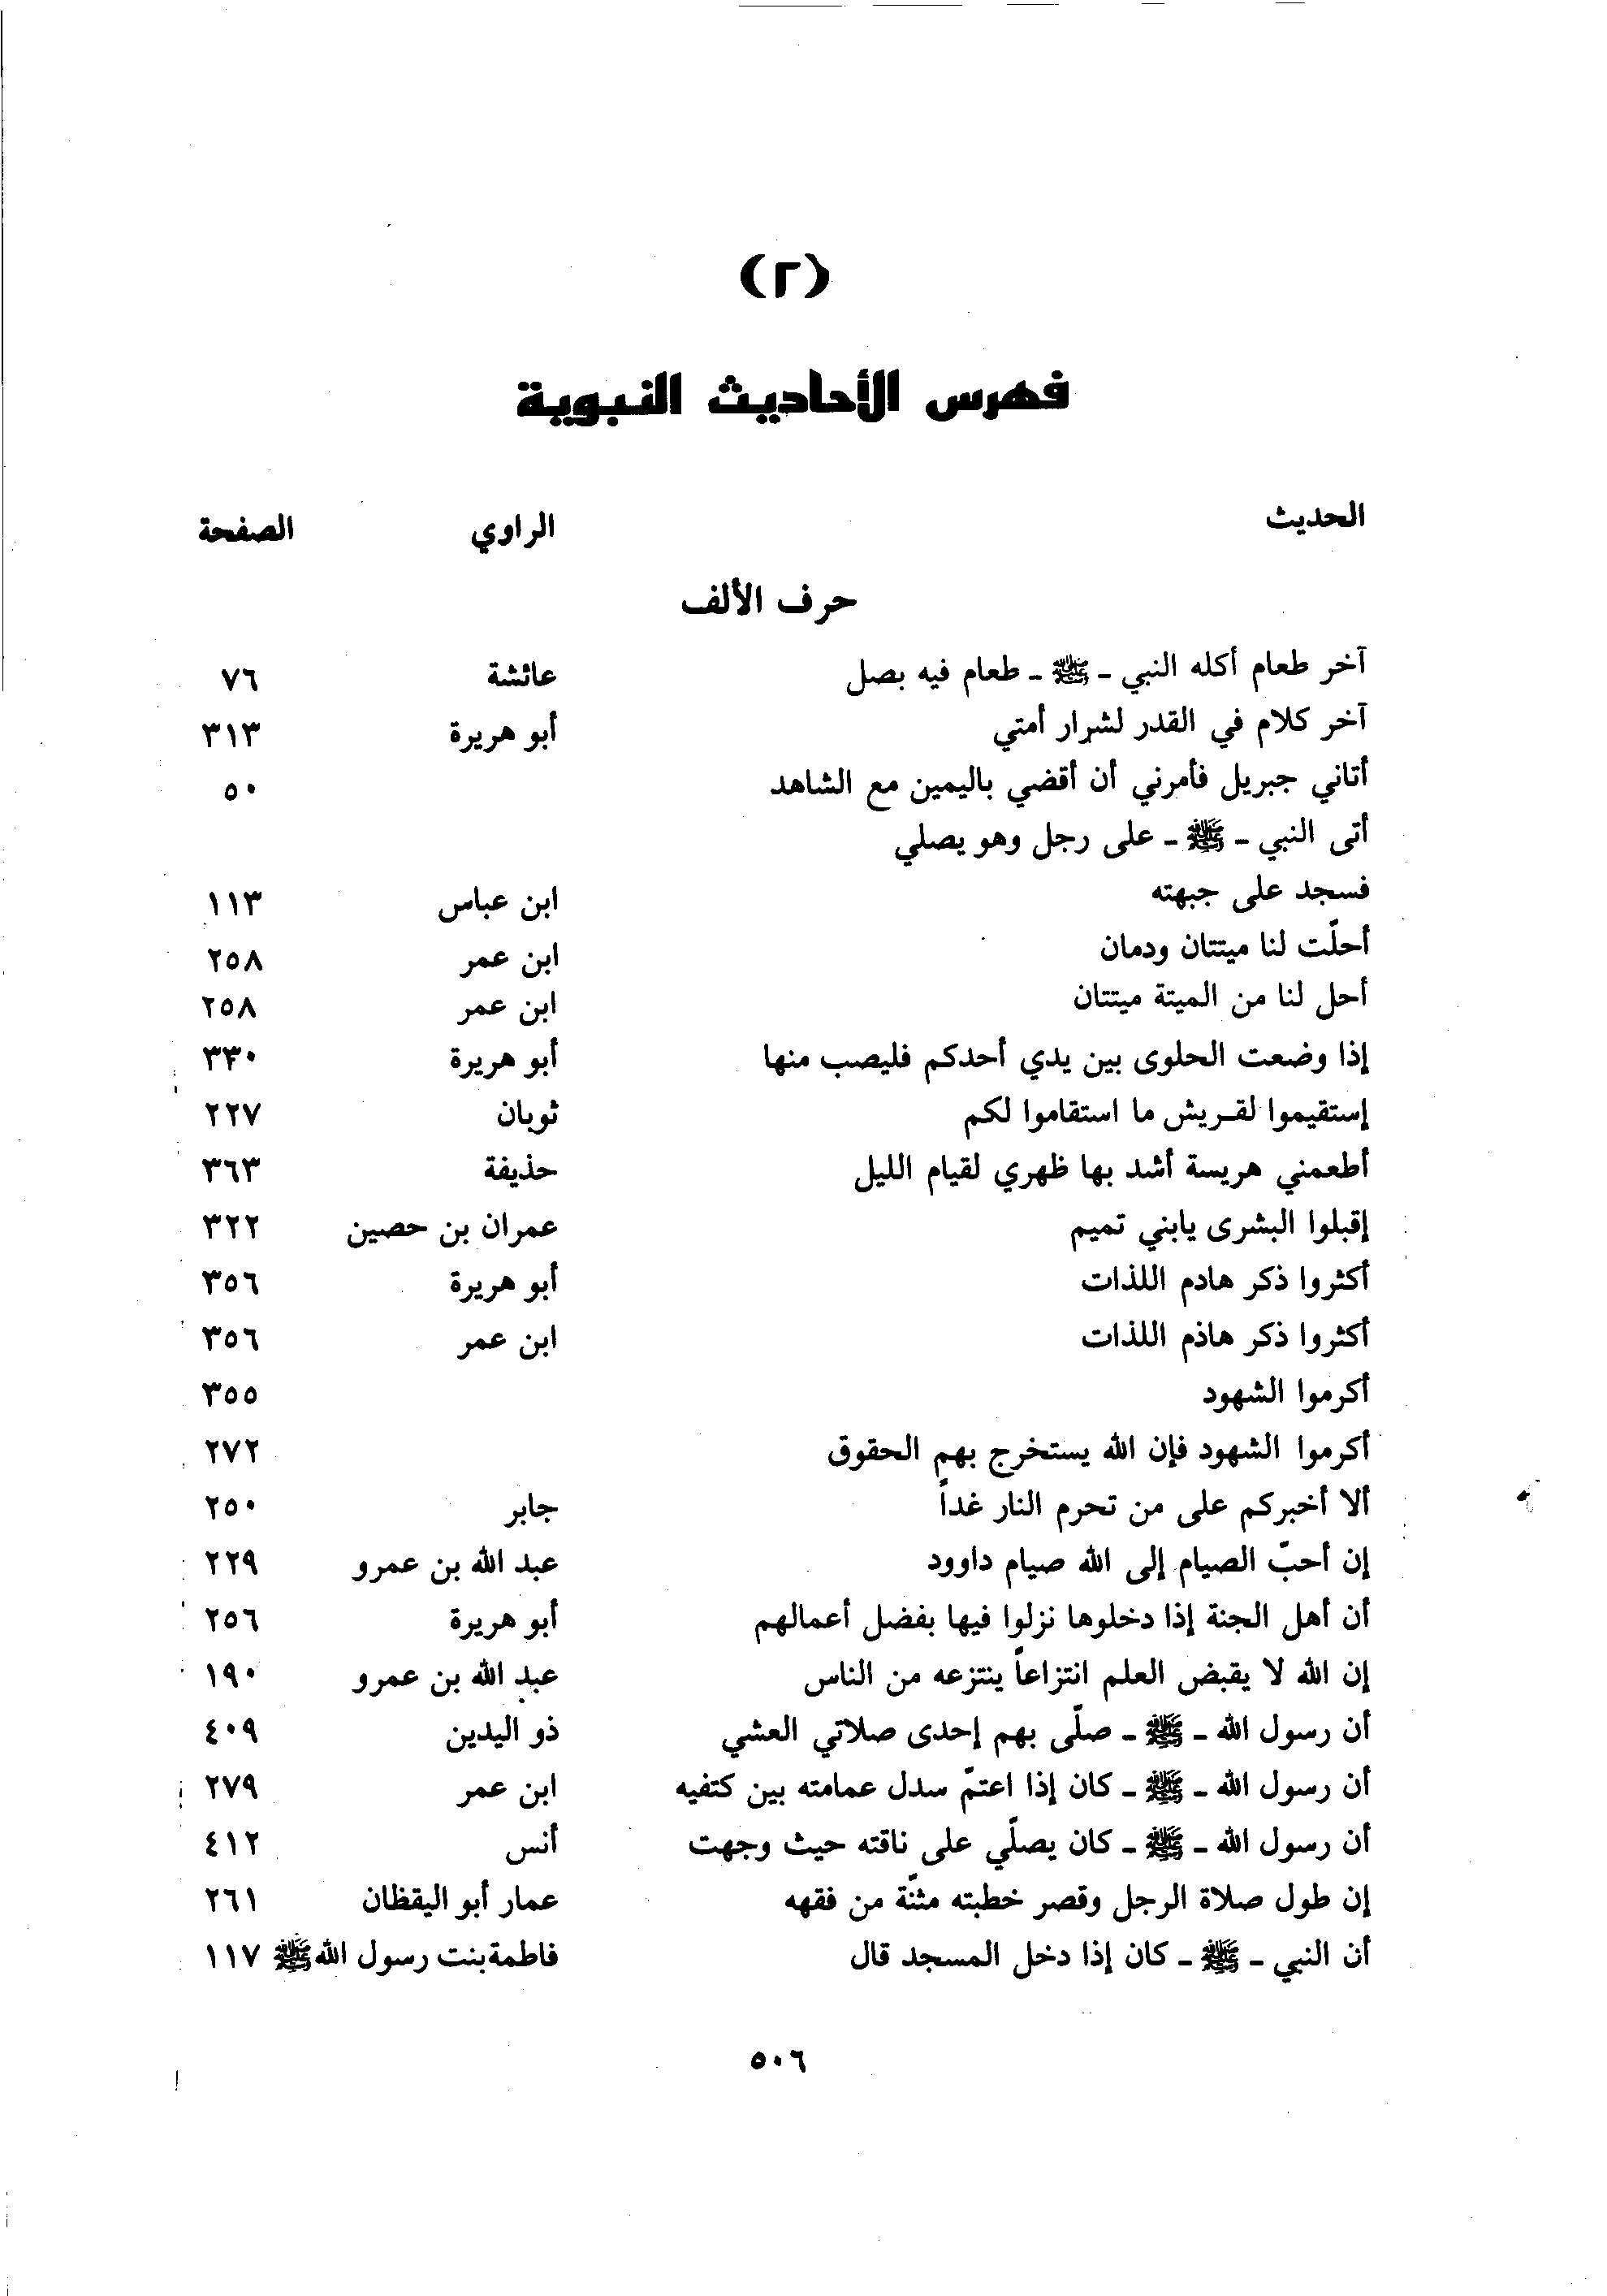 (٢)
فهرس الأحاديث النبوية
الحديث الراوي الصفحة
حرف الألف
آخر طعام أكله النبي - ﷺ - طعام فيه بصل عائشة ٧٦
آخر كلام في القدر لشرار أمتي أبو هريرة ٣١٣
أتاني جبريل فأمرني أن أقضي باليمين مع الشاهد ٥٠
أتى النبي - ﷺ - على رجل وهو يصلي
فسجد على جبهته ابن عباس ١١٣
أحلّت لنا ميتتان ودمان ابن عمر ٢٥٨
أحل لنا من الميتة ميتتان ابن عمر ٢٥٨
إذا وضعت الحلوى بين يدي أحدكم فليصب منها أبو هريرة ٣٣٠
إستقيموا لقريش ما استقاموا لكم ثوبان ٢٢٧
أطعمني هريسة أشد بها ظهري لقيام الليل حذيفة ٣٦٣
إقبلوا البشرى يابني تميم عمران بن حصين ٣٢٢
أكثروا ذكر هادم اللذات أبو هريرة ٣٥٦
أكثروا ذكر هاذم اللذات ابن عمر ٣٥٦
أكرموا الشهود ٣٥٥
أكرموا الشهود فإن الله يستخرج بهم الحقوق ٢٧٢
ألا أخبركم على من تحرم النار غداً جابر ٢٥٠
إن أحبّ الصيام إلى الله صيام داوود عبد الله بن عمرو ٢٢٩
أن أهل الجنة إذا دخلوها نزلوا فيها بفضل أعمالهم أبو هريرة ٢٥٦
إن الله لا يقبض العلم انتزاعاً ينتزعه من الناس عبد الله بن عمرو ١٩٠
أن رسول الله - ﷺ - صلّى بهم إحدى صلاتي العشي ذو اليدين ٤٠٩
أن رسول الله - ﷺ - كان إذا اعتمّ سدل عمامته بين كتفيه ابن عمر ٢٧٩
أن رسول الله - ﷺ - كان يصلّي على ناقته حيث وجهت أنس ٤١٢
إن طول صلاة الرجل وقصر خطبته مئنّة من فقهه عمار أبو اليقظان ٢٦١
أن النبي - ﷺ - كان إذا دخل المسجد قال فاطمة بنت رسول الله ﷺ ١١٧
٥٠٦